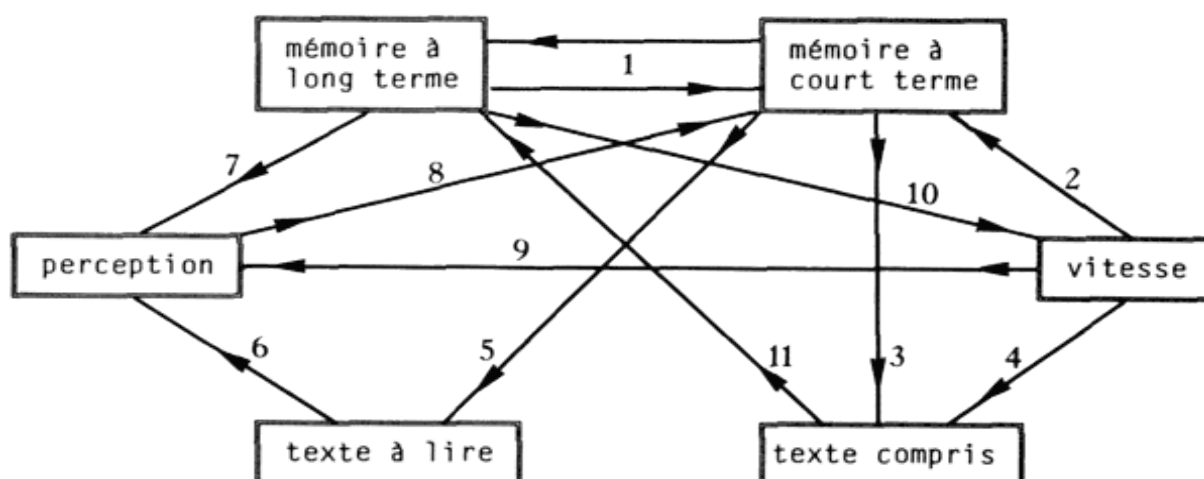 mémoire à
long terme
1
mémoire à
court terme
7
8
10
2
perception
9
vitesse
6
5
11
3
4
texte à lire
texte compris